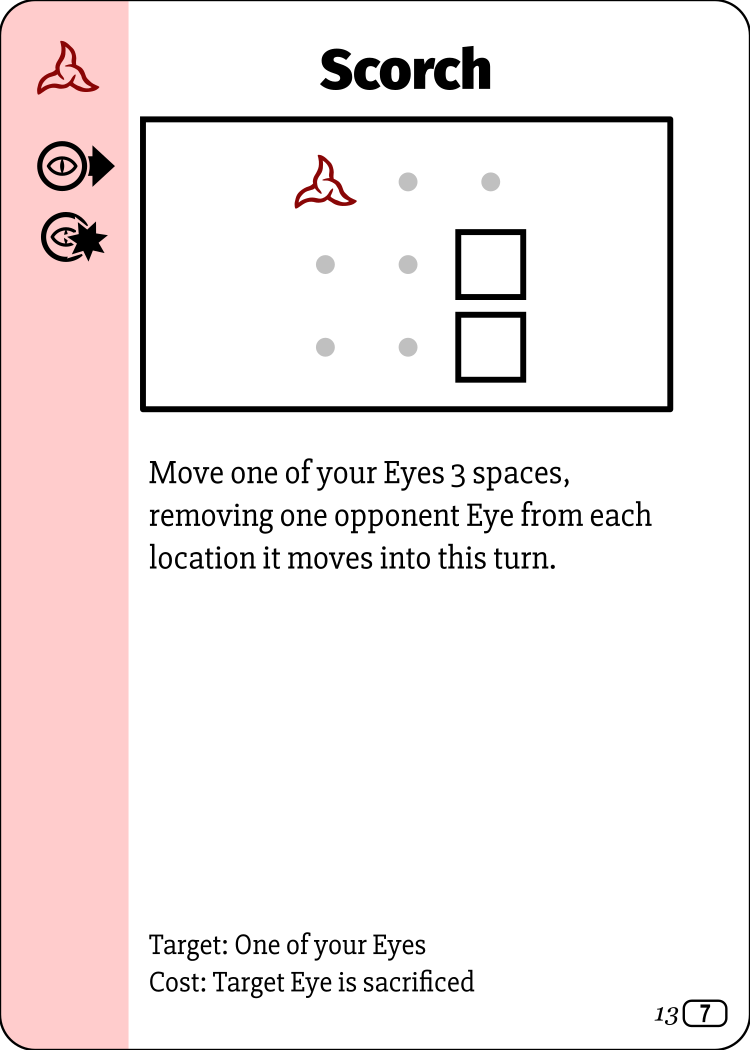 Scorch
Move one of your Eyes 3 spaces,
removing one opponent Eye from each
location it moves into this turn.
Target: One of your Eyes
Cost: Target Eye is sacrificed
13 7